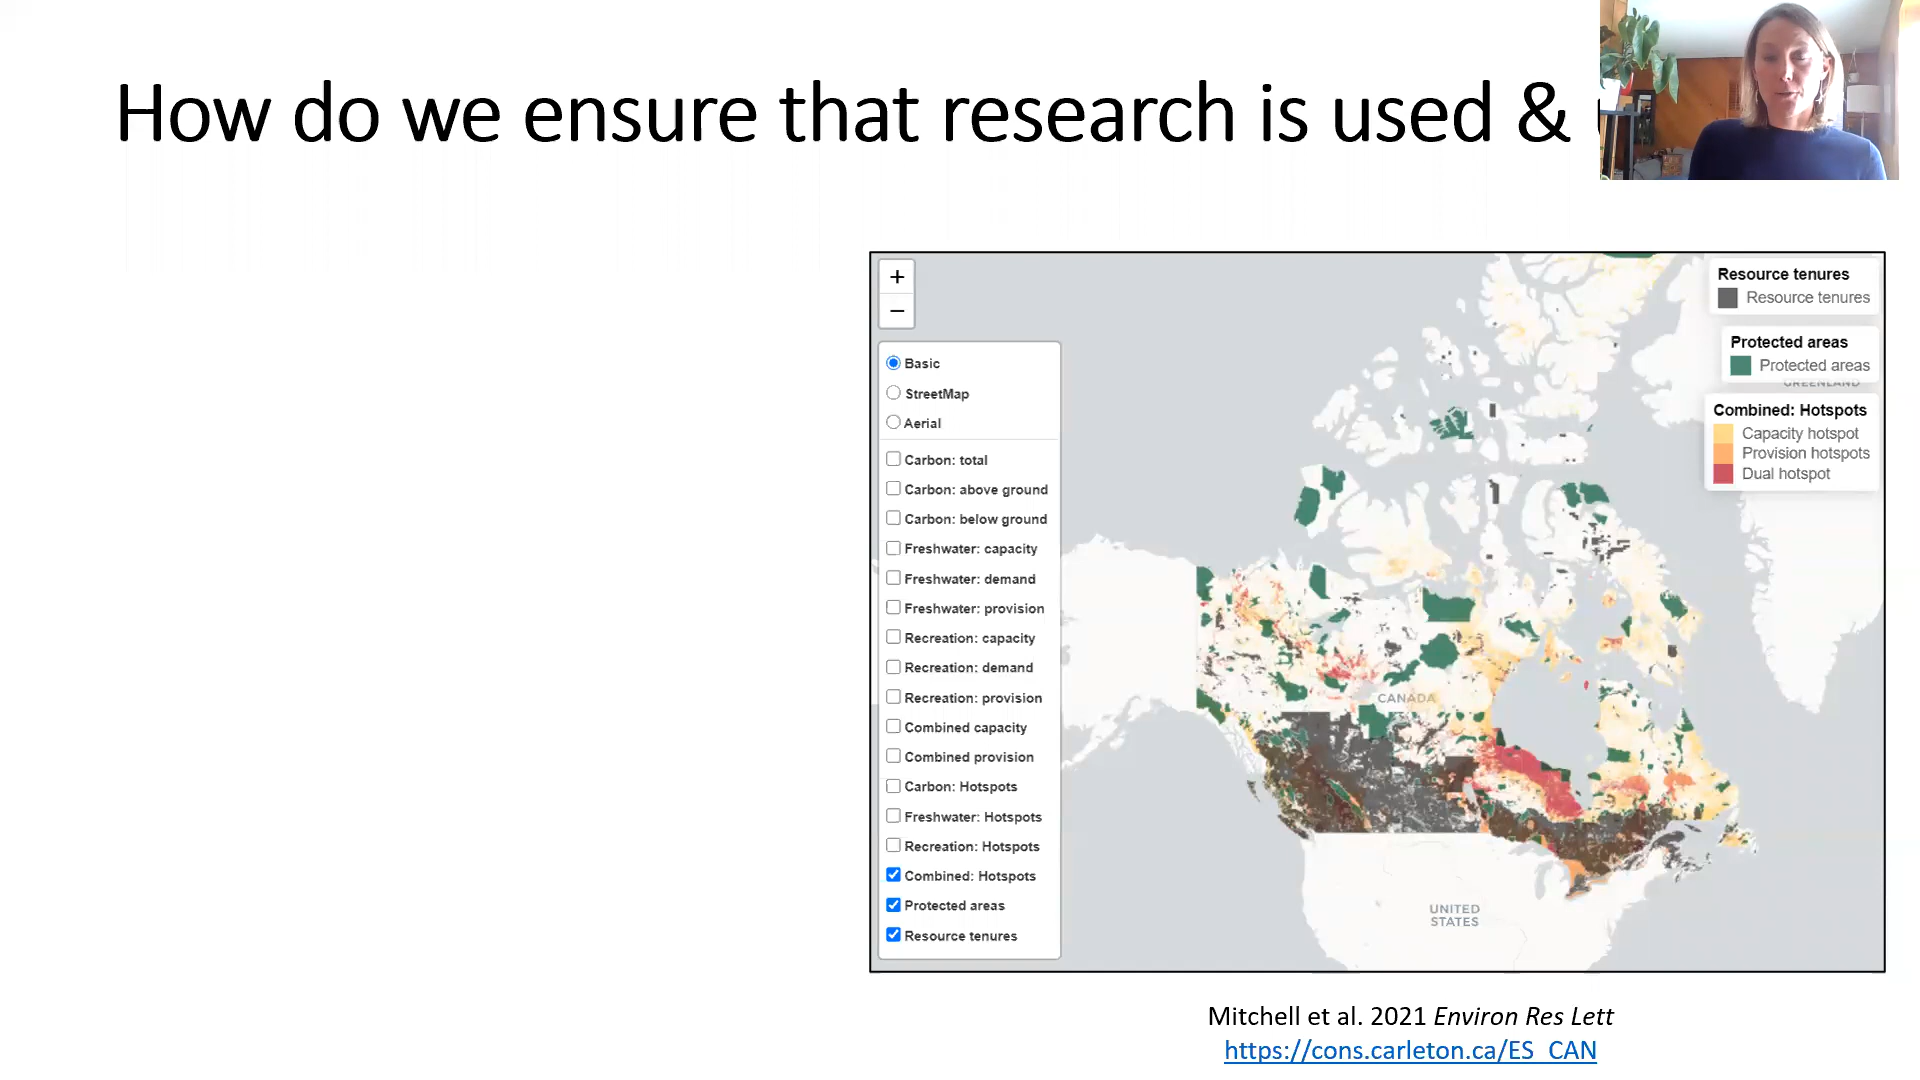 How do we ensure that research is used &
+
−
Basic
StreetMap
Aerial
Carbon: total
Carbon: above ground
Carbon: below ground
Freshwater: capacity
Freshwater: demand
Freshwater: provision
Recreation: capacity
Recreation: demand
Recreation: provision
Combined capacity
Combined provision
Carbon: Hotspots
Freshwater: Hotspots
Recreation: Hotspots
Combined: Hotspots
Protected areas
Resource tenures
Resource tenures
Resource tenures
Protected areas
Protected areas
GREENLAND
Combined: Hotspots
Capacity hotspot
Provision hotspots
Dual hotspot
CANADA
UNITED
STATES
Mitchell et al. 2021 Environ Res Lett
https://cons.carleton.ca/ES_CAN